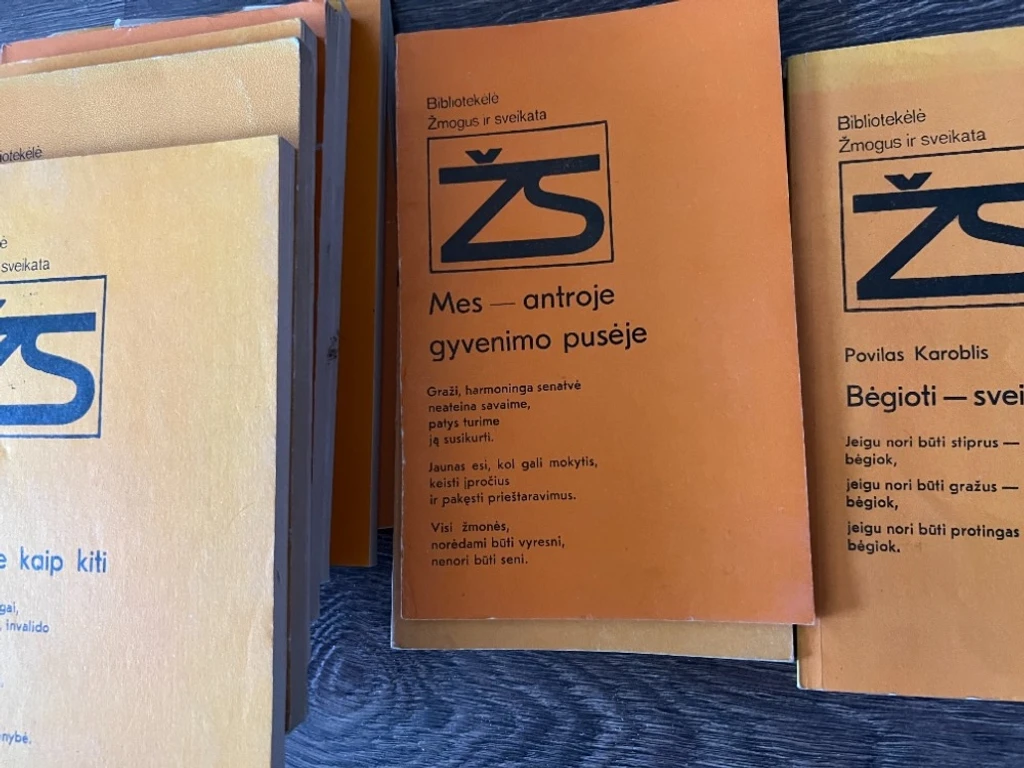 sveikata
ŽS
kaip kiti
invalido
Bibliotekėlė
Žmogus ir sveikata
ŽS
Mes — antroje
gyvenimo pusėje
Graži, harmoninga senatvė
neateina savaime,
patys turime
ją susikurti.
Jaunas esi, kol gali mokytis,
keisti įpročius
ir pakęsti prieštaravimus.
Visi žmonės,
norėdami būti vyresni,
nenori būti seni.
Bibliotekėlė
Žmogus ir sveikata
ŽS
Povilas Karoblis
Bėgioti —
Jeigu nori būti stiprus —
bėgiok,
jeigu nori būti gražus —
bėgiok,
jeigu nori būti protingas
bėgiok.